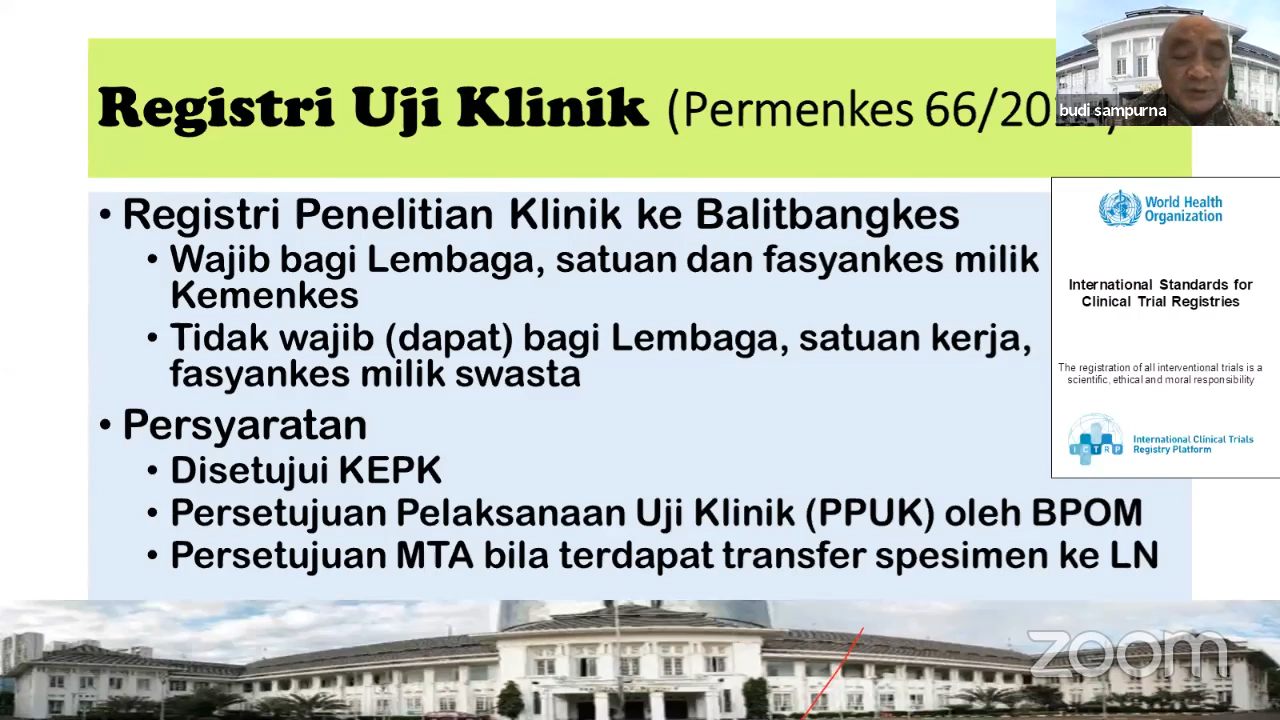 Registri Uji Klinik (Permenkes 66/20
budi sampurna
• Registri Penelitian Klinik ke Balitbangkes
• Wajib bagi Lembaga, satuan dan fasyankes milik
Kemenkes
• Tidak wajib (dapat) bagi Lembaga, satuan kerja,
fasyankes milik swasta
• Persyaratan
• Disetujui KEPK
• Persetujuan Pelaksanaan Uji Klinik (PPUK) oleh BPOM
• Persetujuan MTA bila terdapat transfer spesimen ke LN
World Health
Organization
International Standards for
Clinical Trial Registries
The registration of all interventional trials is a
scientific, ethical and moral responsibility
ICTRP
International Clinical Trials
Registry Platform
zoom